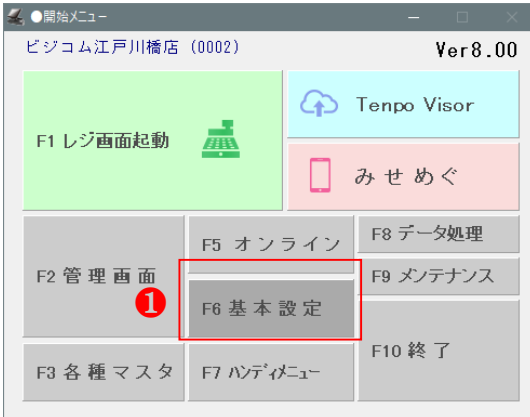 ●開始メニュー
ビジコム江戸川橋店 (0002)
Ver8.00
F1 レジ画面起動
Tenpo Visor
みせめぐ
F2 管理画面
F5 オンライン
F8 データ処理
F9 メンテナンス
❶
F6 基本設定
F10 終了
F3 各種マスタ
F7 ハンディメニュー